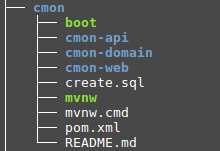 cmon
boot
cmon-api
cmon-domain
cmon-web
create.sql
mvnw
mvnw.cmd
pom.xml
README.md